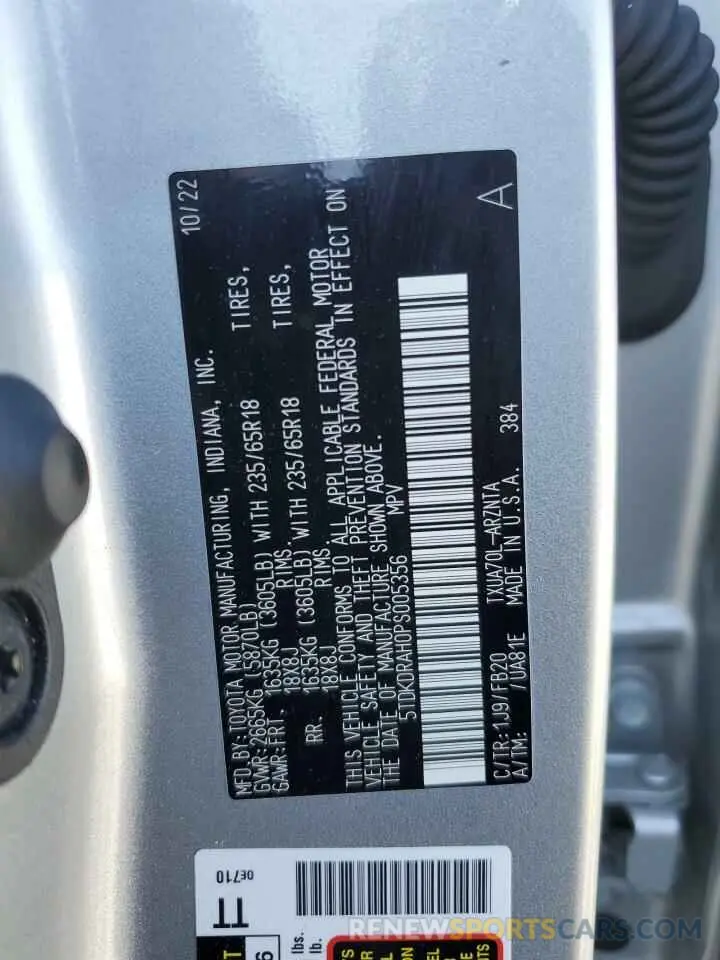 MFD.BY:TOYOTA MOTOR MANUFACTURING, INDIANA, INC. 10/22
GVWR:2665KG (5870LB)
GAWR:FRT. 1635KG (3605LB) WITH 235/65R18 TIRES,
18X8J RIMS,
RR. 1635KG (3605LB) WITH 235/65R18 TIRES,
18X8J RIMS
THIS VEHICLE CONFORMS TO ALL APPLICABLE FEDERAL MOTOR
VEHICLE SAFETY AND THEFT PREVENTION STANDARDS IN EFFECT ON
THE DATE OF MANUFACTURE SHOWN ABOVE.
5TDKDRAH0PS005356 MPV
A
C/TR:1J9/FB20 TXUA70L-ARZNTA
A/TM: /UA81E MADE IN U.S.A. 384
0E710
TT
lbs.
lb.
RENEWSPORTSCARS.COM